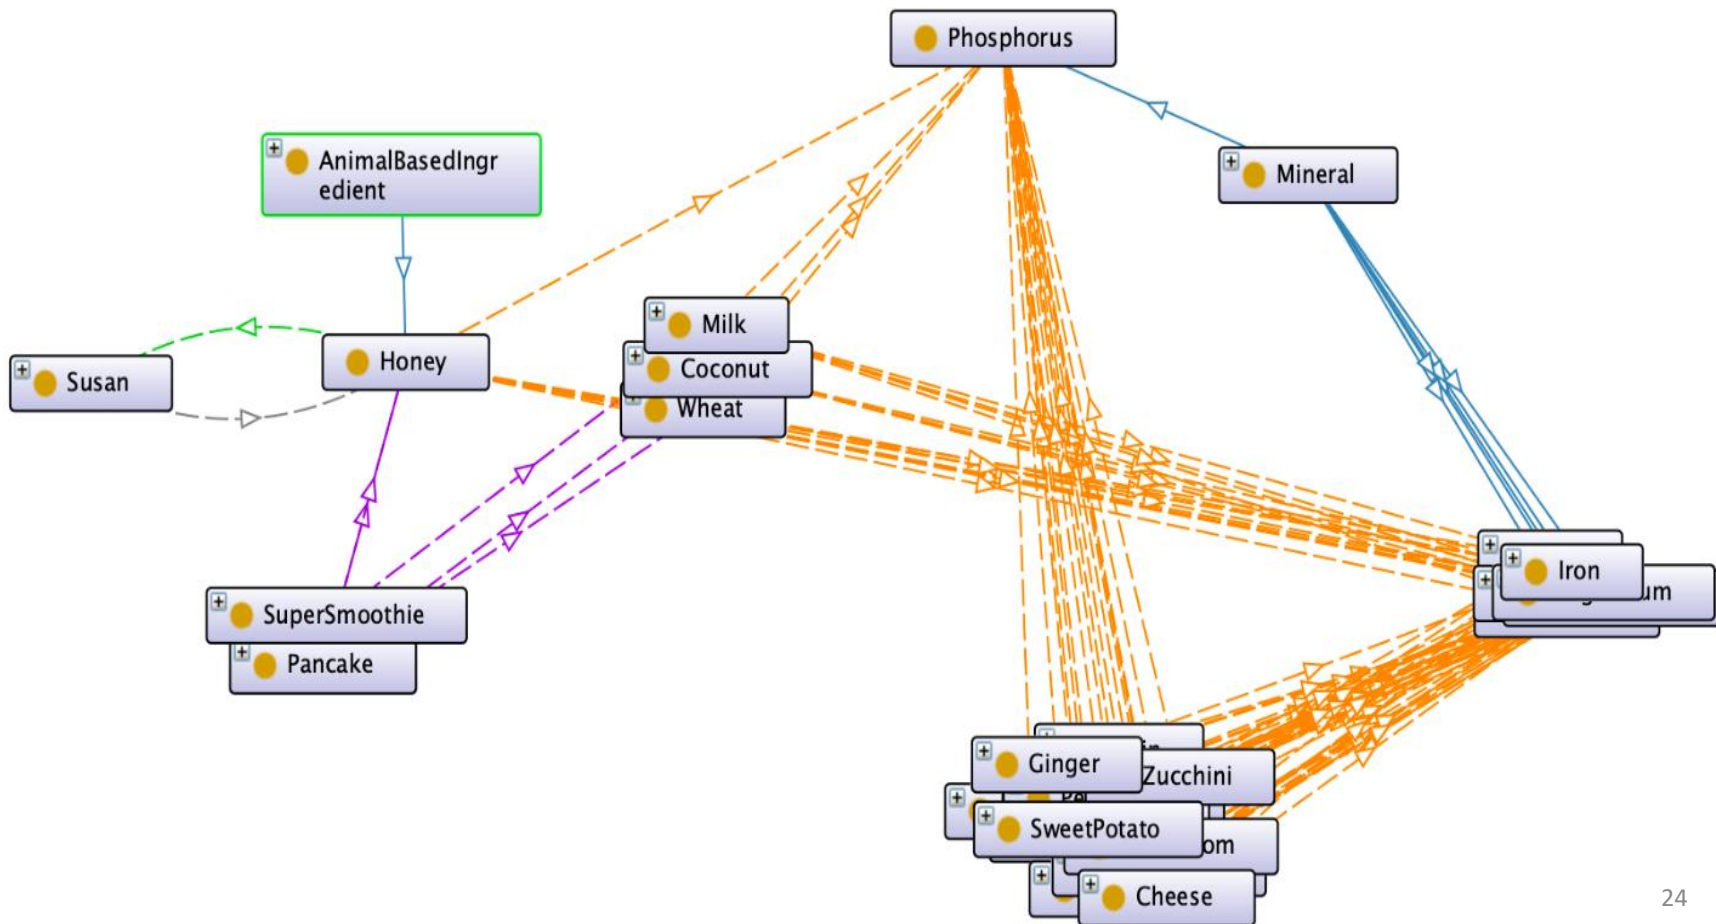 Phosphorus
AnimalBasedIngr
edient
Mineral
Milk
Coconut
Wheat
Honey
Susan
SuperSmoothie
Pancake
Iron
Ginger
Zucchini
SweetPotato
Cheese
24